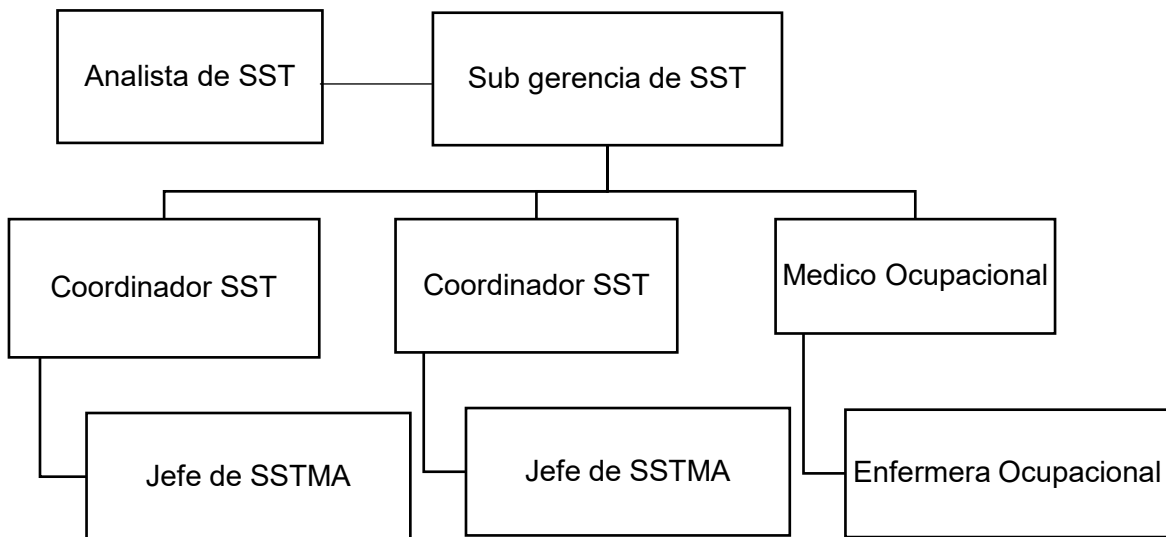 Analista de SST
Sub gerencia de SST
Coordinador SST
Coordinador SST
Medico Ocupacional
Jefe de SSTMA
Jefe de SSTMA
Enfermera Ocupacional